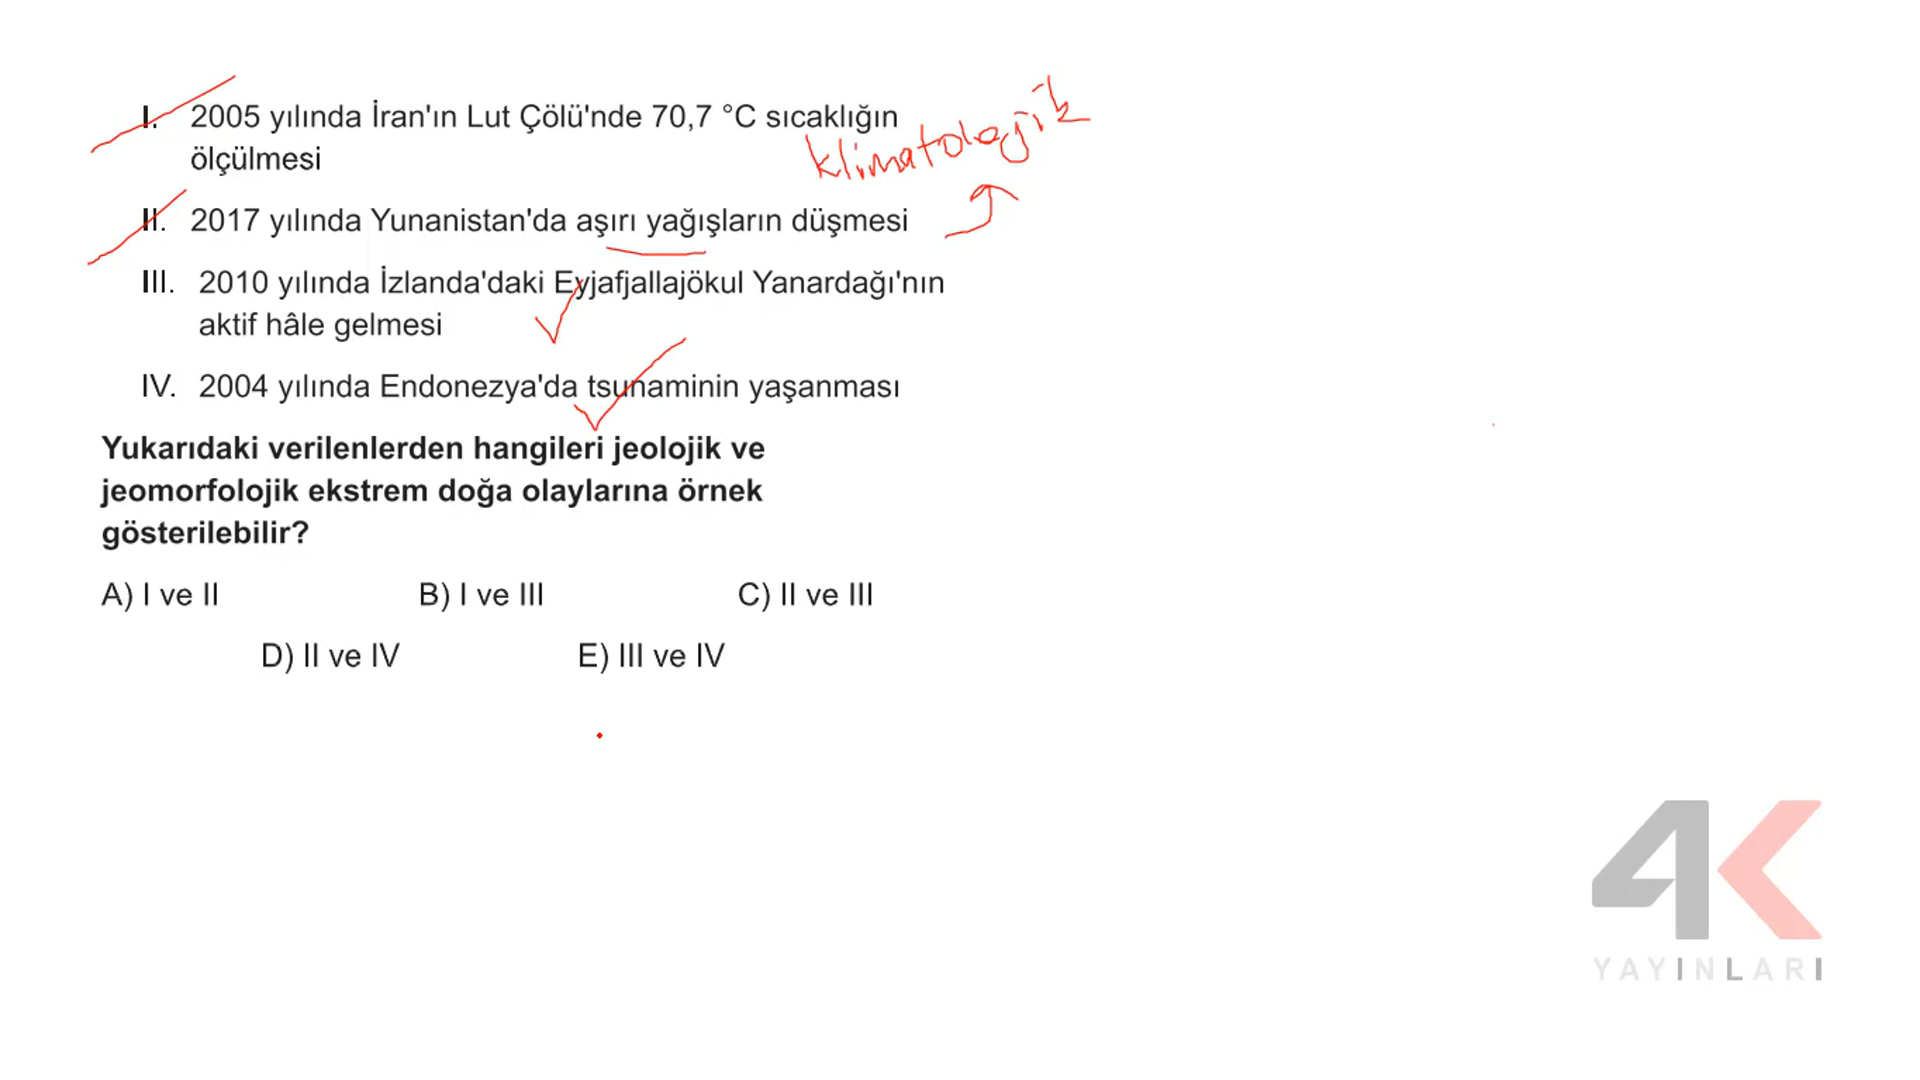 I. 2005 yılında İran'ın Lut Çölü'nde 70,7 °C sıcaklığın
ölçülmesi
klimatolojik
II. 2017 yılında Yunanistan'da aşırı yağışların düşmesi
III. 2010 yılında İzlanda'daki Eyjafjallajökul Yanardağı'nın
aktif hâle gelmesi
IV. 2004 yılında Endonezya'da tsunaminin yaşanması
Yukarıdaki verilenlerden hangileri jeolojik ve
jeomorfolojik ekstrem doğa olaylarına örnek
gösterilebilir?
A) I ve II B) I ve III C) II ve III
D) II ve IV E) III ve IV
4K
YAYINLARI